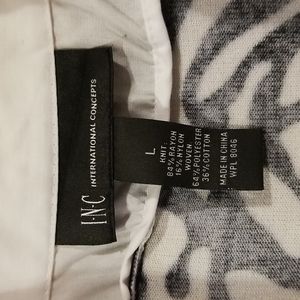 I·N·C
INTERNATIONAL CONCEPTS
L
KNIT:
84% RAYON
16% NYLON
WOVEN:
64% POLYESTER
36% COTTON
MADE IN CHINA
WPL 8046